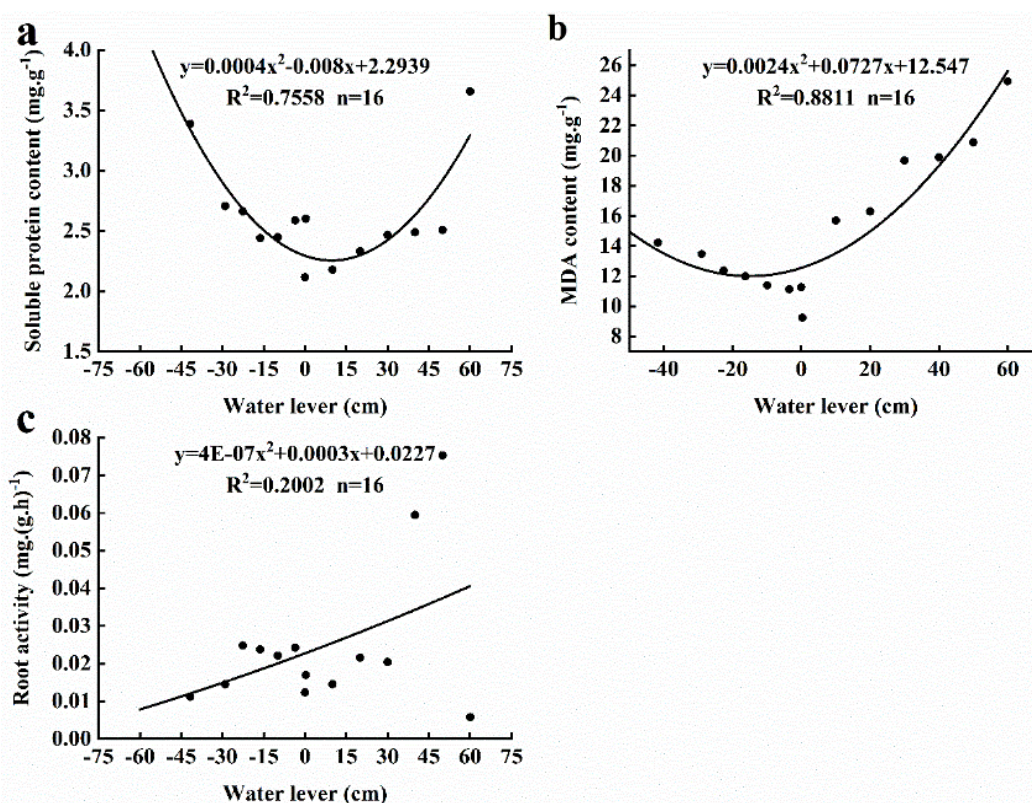 a
y=0.0004x²-0.008x+2.2939
R²=0.7558 n=16
Soluble protein content (mg.g⁻¹)
4.0
3.5
3.0
2.5
2.0
1.5
-75 -60 -45 -30 -15 0 15 30 45 60 75
Water lever (cm)
b
y=0.0024x²+0.0727x+12.547
R²=0.8811 n=16
MDA content (mg.g⁻¹)
26
24
22
20
18
16
14
12
10
8
-40 -20 0 20 40 60
Water lever (cm)
c
y=4E-07x²+0.0003x+0.0227
R²=0.2002 n=16
Root activity (mg.(g.h)⁻¹)
0.08
0.07
0.06
0.05
0.04
0.03
0.02
0.01
0.00
-75 -60 -45 -30 -15 0 15 30 45 60 75
Water lever (cm)